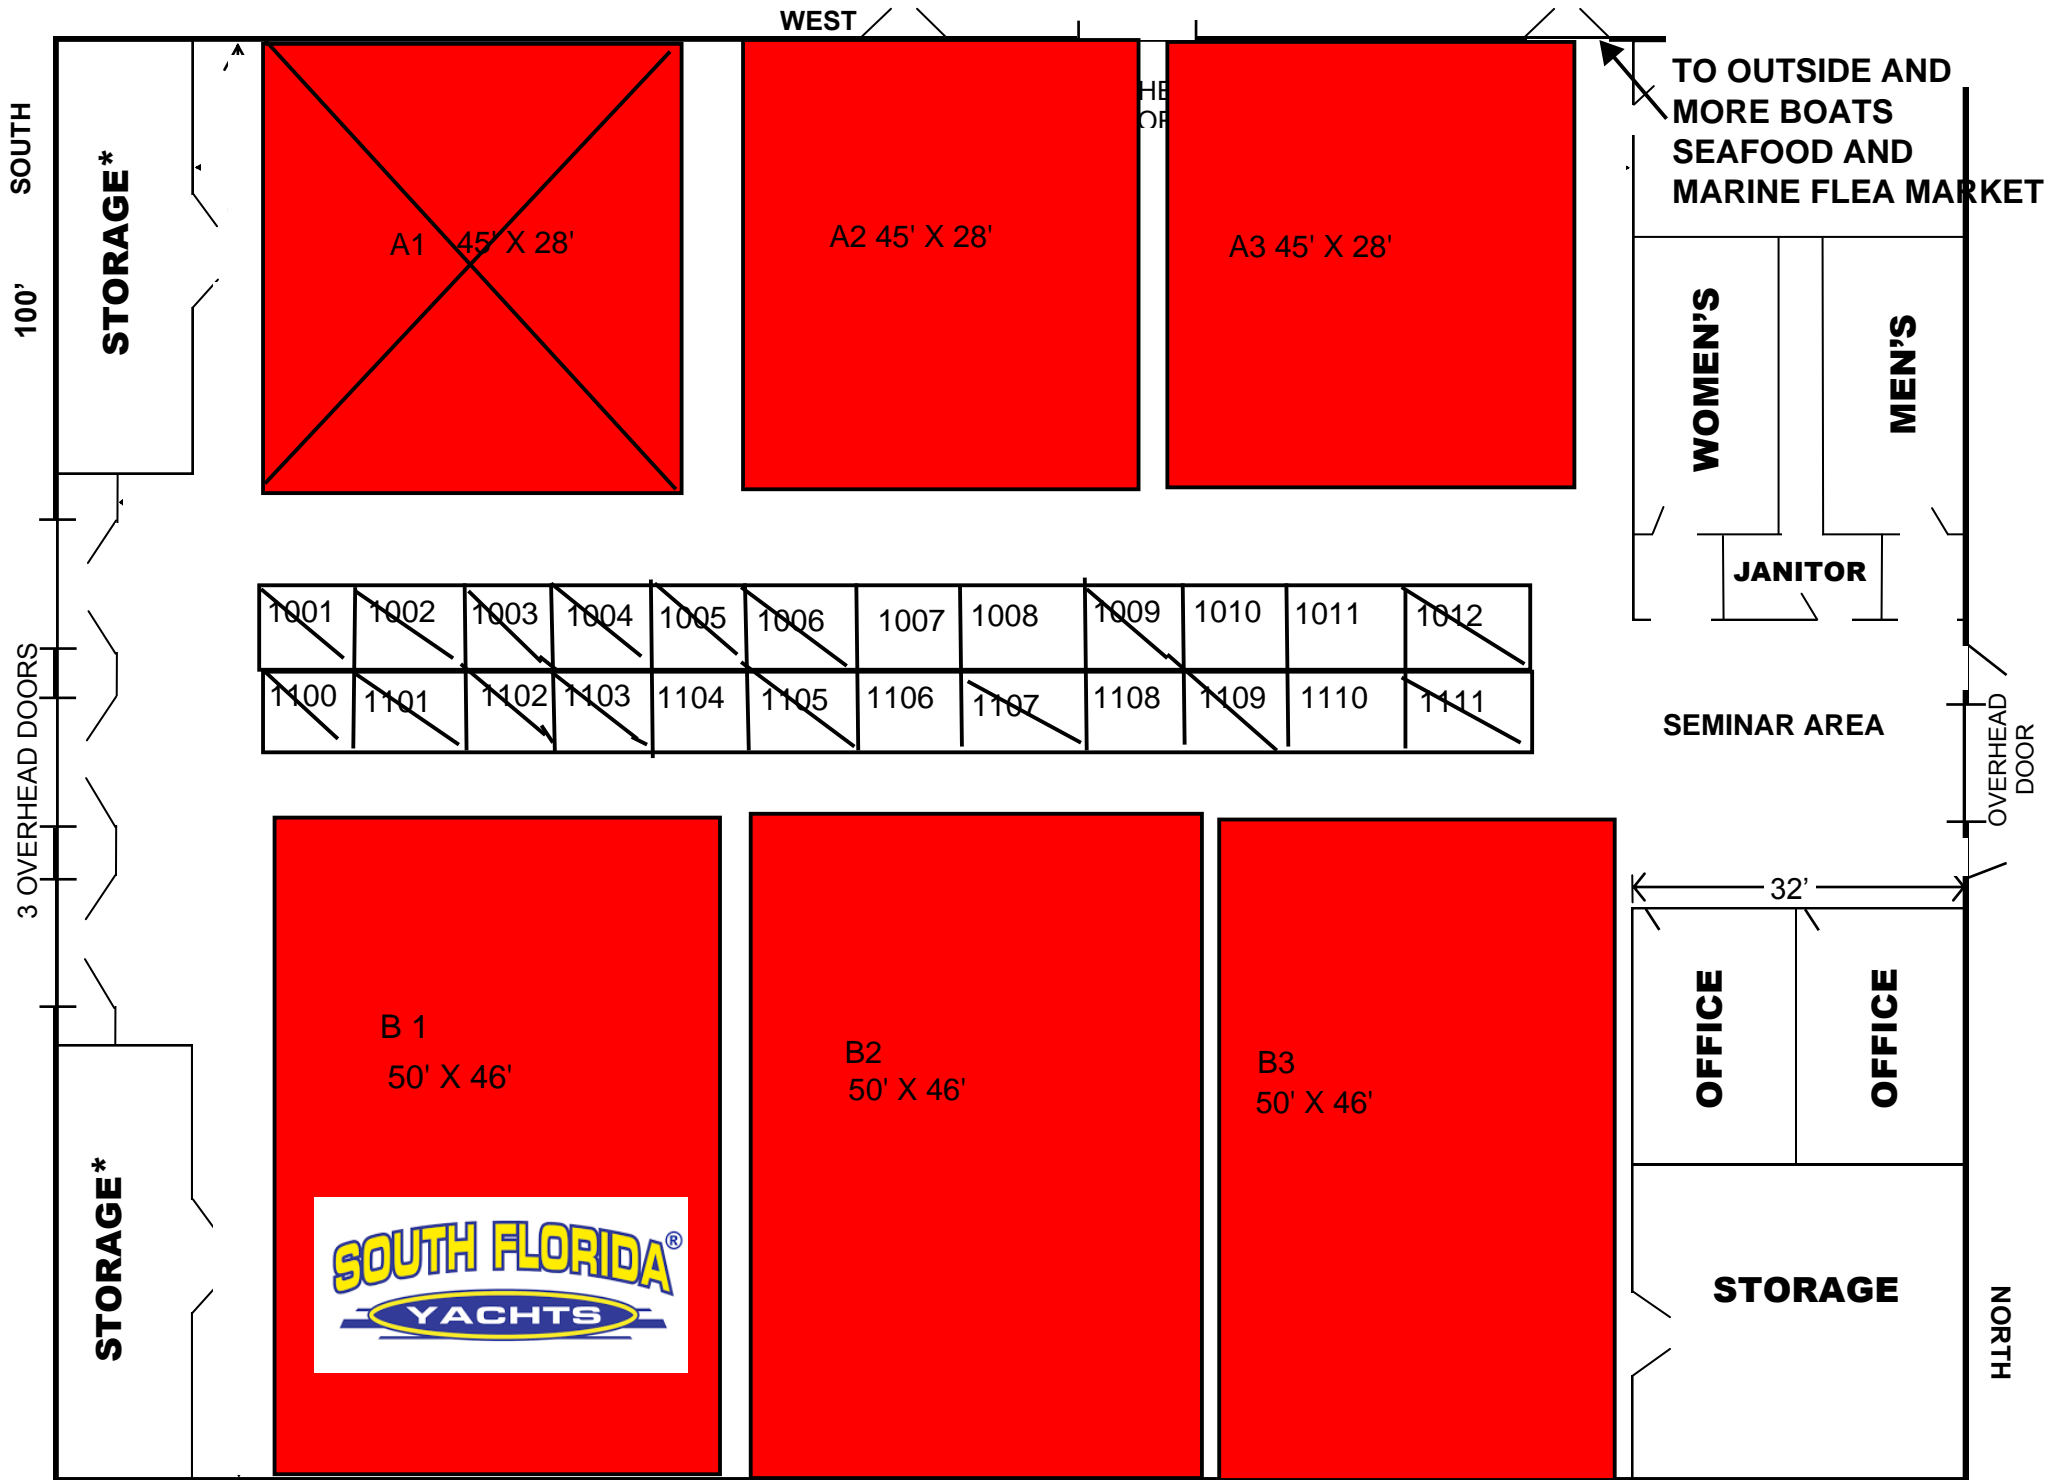 WEST
TO OUTSIDE AND
MORE BOATS
SEAFOOD AND
MARINE FLEA MARKET
SOUTH
100’
STORAGE*
A1 45' X 28'
A2 45' X 28'
A3 45' X 28'
WOMEN’S
MEN’S
JANITOR
1001 1002 1003 1004 1005 1006 1007 1008 1009 1010 1011 1012
1100 1101 1102 1103 1104 1105 1106 1107 1108 1109 1110 1111
3 OVERHEAD DOORS
SEMINAR AREA
OVERHEAD
DOOR
32’
B 1
50' X 46'
B2
50' X 46'
B3
50' X 46'
OFFICE
OFFICE
STORAGE*
SOUTH FLORIDA®
YACHTS
STORAGE
NORTH